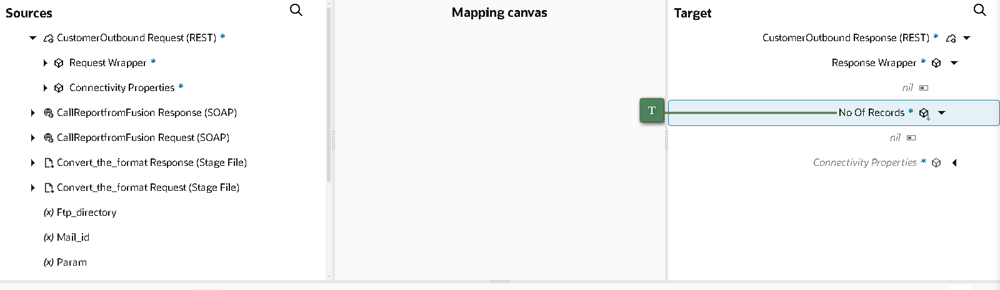 Sources
CustomerOutbound Request (REST) *
Request Wrapper *
Connectivity Properties *
CallReportfromFusion Response (SOAP)
CallReportfromFusion Request (SOAP)
Convert_the_format Response (Stage File)
Convert_the_format Request (Stage File)
(x) Ftp_directory
(x) Mail_id
(x) Param
Mapping canvas
T
Target
CustomerOutbound Response (REST) *
Response Wrapper *
nil
No Of Records *
nil
Connectivity Properties *